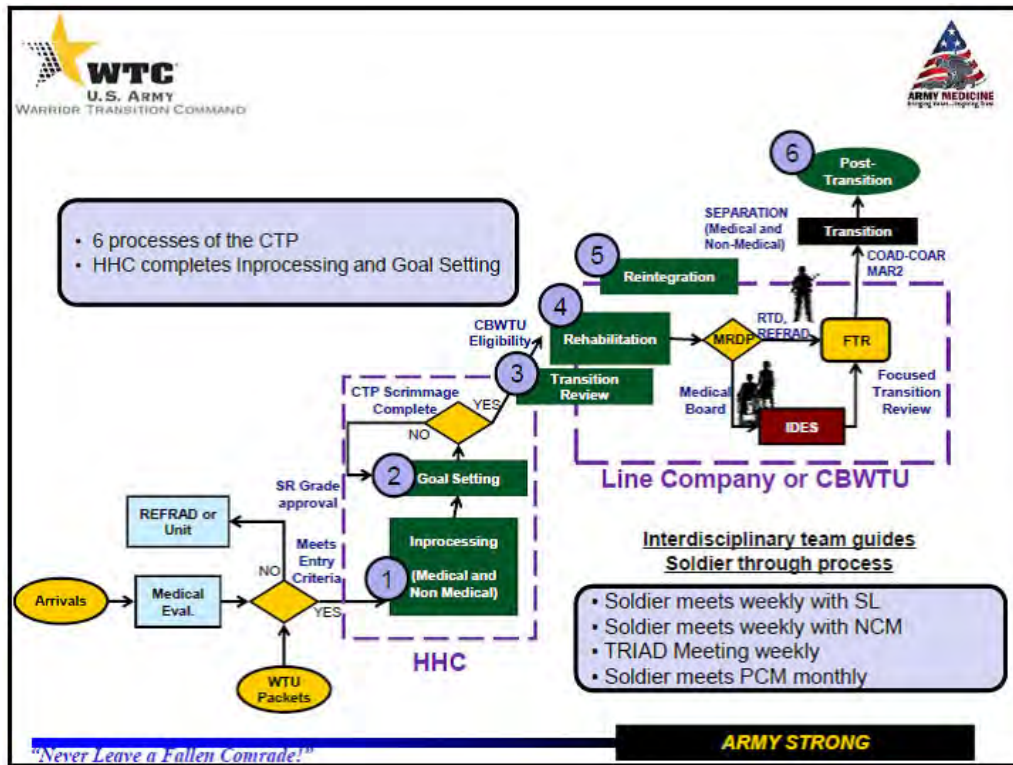 WTC
U.S. ARMY
WARRIOR TRANSITION COMMAND
ARMY MEDICINE
• 6 processes of the CTP
• HHC completes Inprocessing and Goal Setting
6
Post-
Transition
SEPARATION
(Medical and
Non-Medical)
Transition
COAD-COAR
MAR2
5
Reintegration
4
Rehabilitation
CBWTU
Eligibility
MRDP
RTD,
REFRAD
FTR
3
Transition
Review
Medical
Board
Focused
Transition
Review
IDES
Line Company or CBWTU
CTP Scrimmage
Complete
YES
NO
2
Goal Setting
SR Grade
approval
REFRAD or
Unit
Inprocessing
(Medical and
Non Medical)
1
Meets
Entry
Criteria
NO
YES
Arrivals
Medical
Eval.
HHC
WTU
Packets
Interdisciplinary team guides
Soldier through process
• Soldier meets weekly with SL
• Soldier meets weekly with NCM
• TRIAD Meeting weekly
• Soldier meets PCM monthly
"Never Leave a Fallen Comrade!"
ARMY STRONG